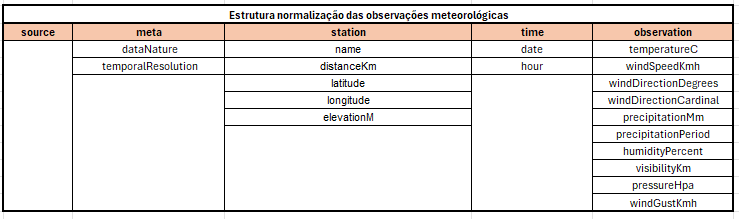 Estrutura normalização das observações meteorológicas
source meta station time observation
dataNature name date temperatureC
temporalResolution distanceKm hour windSpeedKmh
latitude windDirectionDegrees
longitude windDirectionCardinal
elevationM precipitationMm
precipitationPeriod
humidityPercent
visibilityKm
pressureHpa
windGustKmh